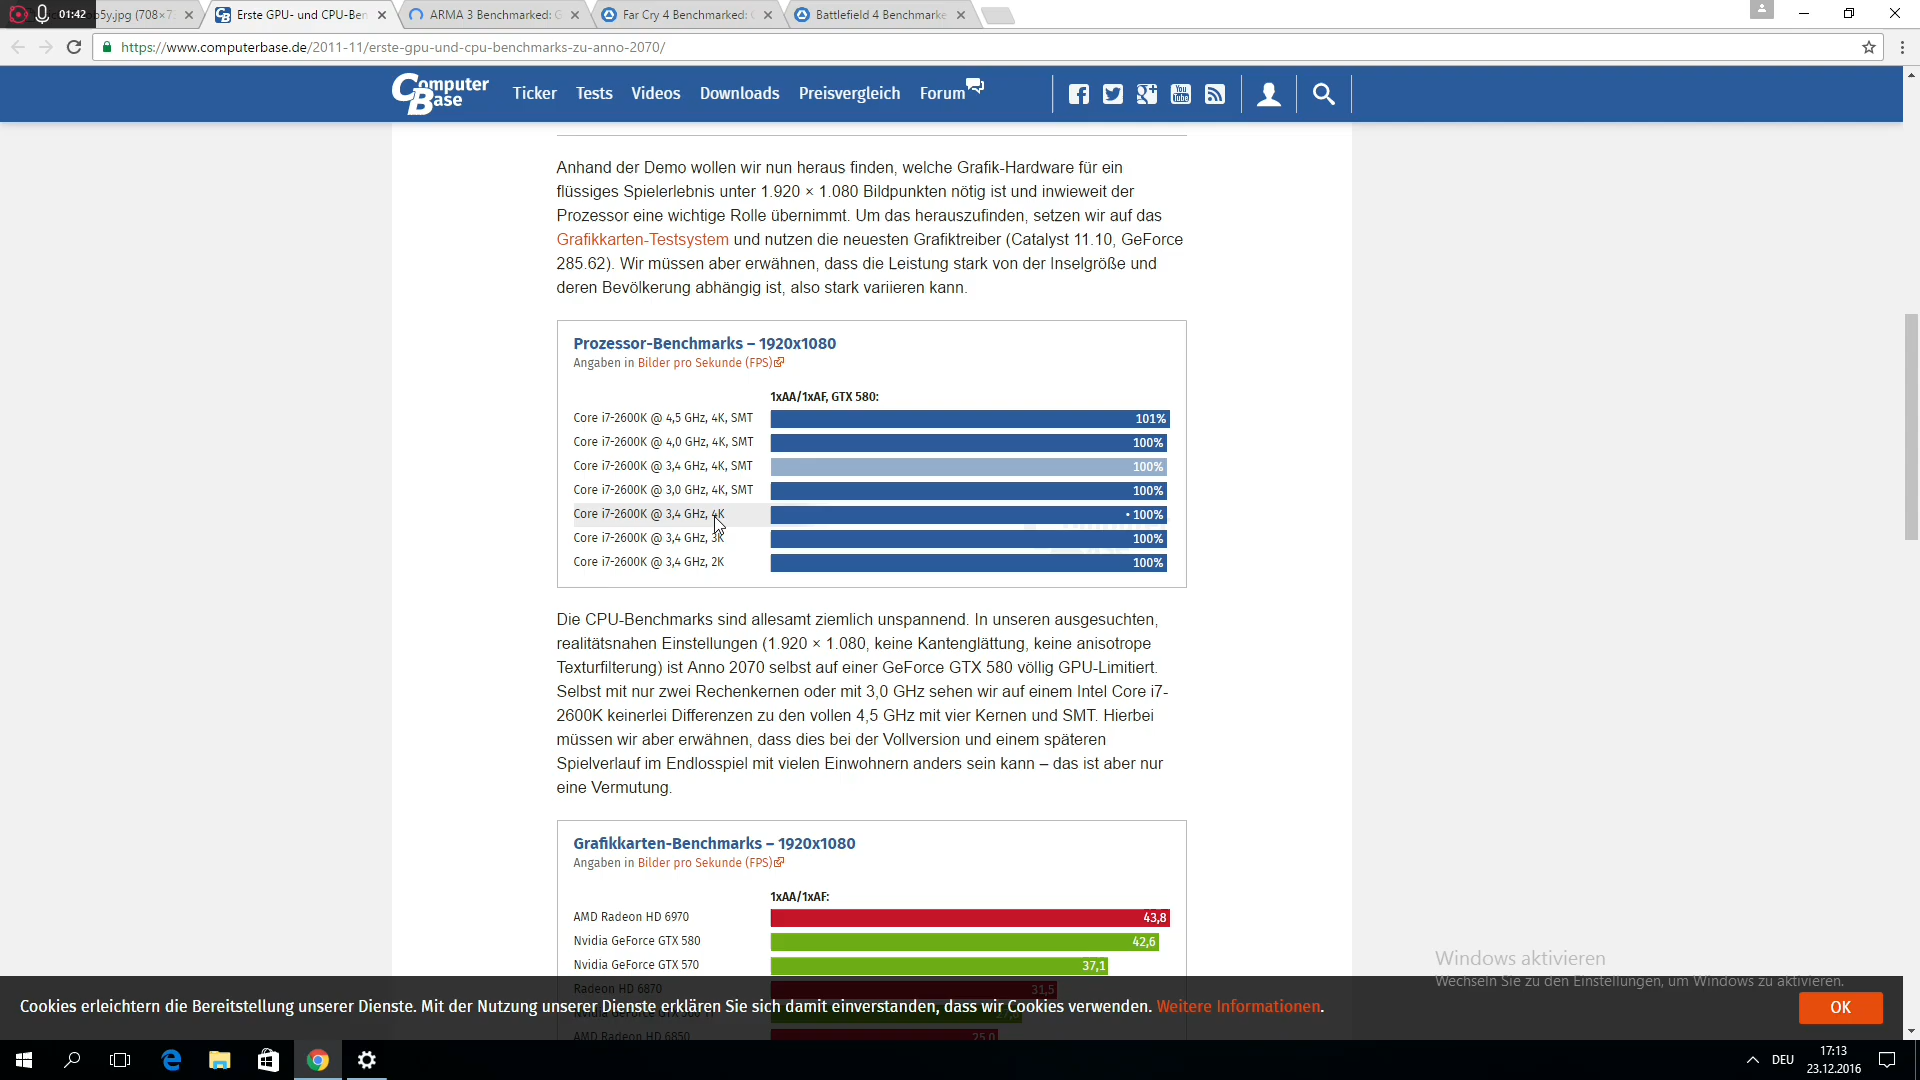 01:42
Erste GPU- und CPU-Ben
ARMA 3 Benchmarked: G
Far Cry 4 Benchmarked:
Battlefield 4 Benchmarke
https://www.computerbase.de/2011-11/erste-gpu-und-cpu-benchmarks-zu-anno-2070/
Computer Base
Ticker Tests Videos Downloads Preisvergleich Forum
Anhand der Demo wollen wir nun heraus finden, welche Grafik-Hardware für ein
flüssiges Spielerlebnis unter 1.920 × 1.080 Bildpunkten nötig ist und inwieweit der
Prozessor eine wichtige Rolle übernimmt. Um das herauszufinden, setzen wir auf das
Grafikkarten-Testsystem und nutzen die neuesten Grafiktreiber (Catalyst 11.10, GeForce
285.62). Wir müssen aber erwähnen, dass die Leistung stark von der Inselgröße und
deren Bevölkerung abhängig ist, also stark variieren kann.
Prozessor-Benchmarks – 1920x1080
Angaben in Bilder pro Sekunde (FPS)
1xAA/1xAF, GTX 580:
Core i7-2600K @ 4,5 GHz, 4K, SMT 101%
Core i7-2600K @ 4,0 GHz, 4K, SMT 100%
Core i7-2600K @ 3,4 GHz, 4K, SMT 100%
Core i7-2600K @ 3,0 GHz, 4K, SMT 100%
Core i7-2600K @ 3,4 GHz, 4K • 100%
Core i7-2600K @ 3,4 GHz, 3K 100%
Core i7-2600K @ 3,4 GHz, 2K 100%
Die CPU-Benchmarks sind allesamt ziemlich unspannend. In unseren ausgesuchten,
realitätsnahen Einstellungen (1.920 × 1.080, keine Kantenglättung, keine anisotrope
Texturfilterung) ist Anno 2070 selbst auf einer GeForce GTX 580 völlig GPU-Limitiert.
Selbst mit nur zwei Rechenkernen oder mit 3,0 GHz sehen wir auf einem Intel Core i7-
2600K keinerlei Differenzen zu den vollen 4,5 GHz mit vier Kernen und SMT. Hierbei
müssen wir aber erwähnen, dass dies bei der Vollversion und einem späteren
Spielverlauf im Endlosspiel mit vielen Einwohnern anders sein kann – das ist aber nur
eine Vermutung.
Grafikkarten-Benchmarks – 1920x1080
Angaben in Bilder pro Sekunde (FPS)
1xAA/1xAF:
AMD Radeon HD 6970 43,8
Nvidia GeForce GTX 580 42,6
Nvidia GeForce GTX 570 37,1
Radeon HD 6870 31,5
AMD Radeon HD 6850 25,0
Windows aktivieren
Wechseln Sie zu den Einstellungen, um Windows zu aktivieren.
Cookies erleichtern die Bereitstellung unserer Dienste. Mit der Nutzung unserer Dienste erklären Sie sich damit einverstanden, dass wir Cookies verwenden. Weitere Informationen.
OK
DEU
17:13
23.12.2016